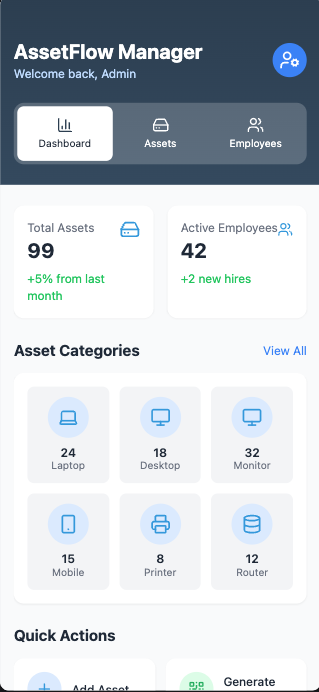 AssetFlow Manager
Welcome back, Admin
Dashboard
Assets
Employees
Total Assets
99
+5% from last
month
Active Employees
42
+2 new hires
Asset Categories
View All
24
Laptop
18
Desktop
32
Monitor
15
Mobile
8
Printer
12
Router
Quick Actions
Add Asset
Generate